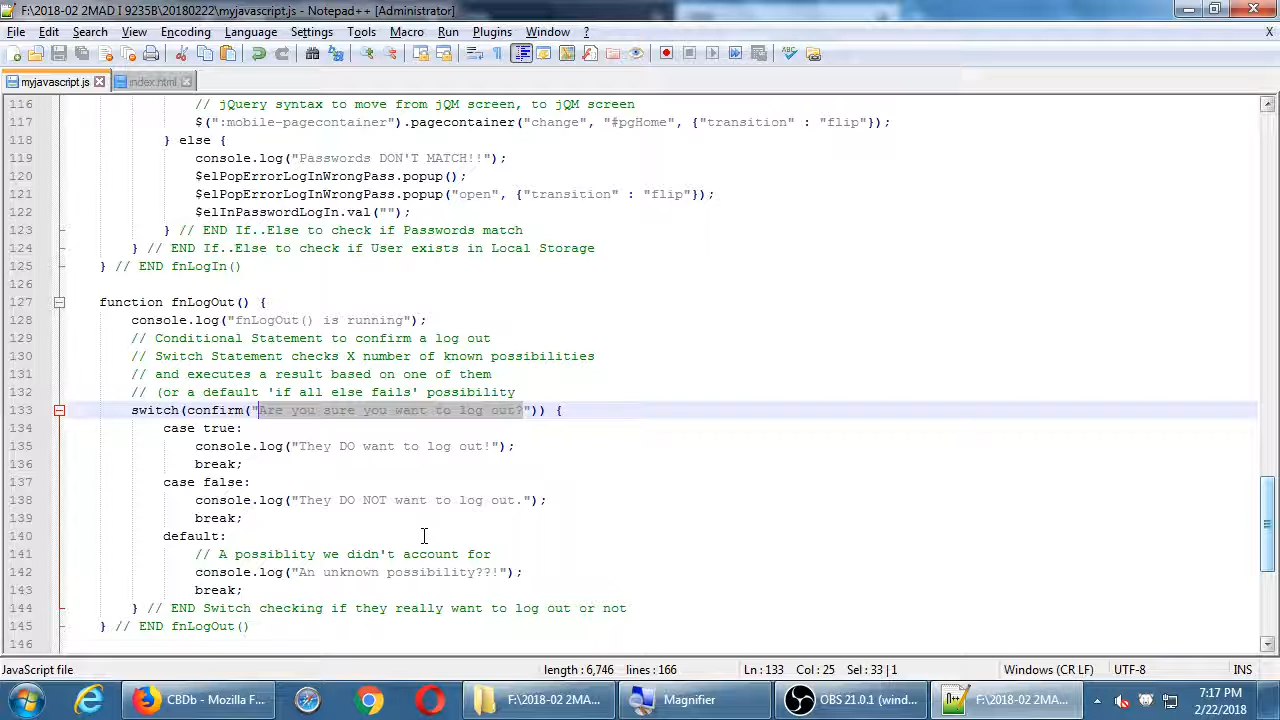 F:\2018-02 2MAD I 9235B\20180222\myjavascript.js - Notepad++ [Administrator]
File Edit Search View Encoding Language Settings Tools Macro Run Plugins Window ? X
myjavascript.js index.html
116 // jQuery syntax to move from jQM screen, to jQM screen
117 $(":mobile-pagecontainer").pagecontainer("change", "#pgHome", {"transition" : "flip"});
118 } else {
119 console.log("Passwords DON'T MATCH!!");
120 $elPopErrorLogInWrongPass.popup();
121 $elPopErrorLogInWrongPass.popup("open", {"transition" : "flip"});
122 $elInPasswordLogIn.val("");
123 } // END If..Else to check if Passwords match
124 } // END If..Else to check if User exists in Local Storage
125 } // END fnLogIn()
126
127 function fnLogOut() {
128 console.log("fnLogOut() is running");
129 // Conditional Statement to confirm a log out
130 // Switch Statement checks X number of known possibilities
131 // and executes a result based on one of them
132 // (or a default 'if all else fails' possibility
133 switch(confirm("Are you sure you want to log out?")) {
134 case true:
135 console.log("They DO want to log out!");
136 break;
137 case false:
138 console.log("They DO NOT want to log out.");
139 break;
140 default:
141 // A possiblity we didn't account for
142 console.log("An unknown possibility??!");
143 break;
144 } // END Switch checking if they really want to log out or not
145 } // END fnLogOut()
146
JavaScript file length : 6,746 lines : 166 Ln : 133 Col : 25 Sel : 33 | 1 Windows (CR LF) UTF-8 INS
CBDb - Mozilla F... F:\2018-02 2MA... Magnifier OBS 21.0.1 (wind... F:\2018-02 2MA... 7:17 PM
2/22/2018